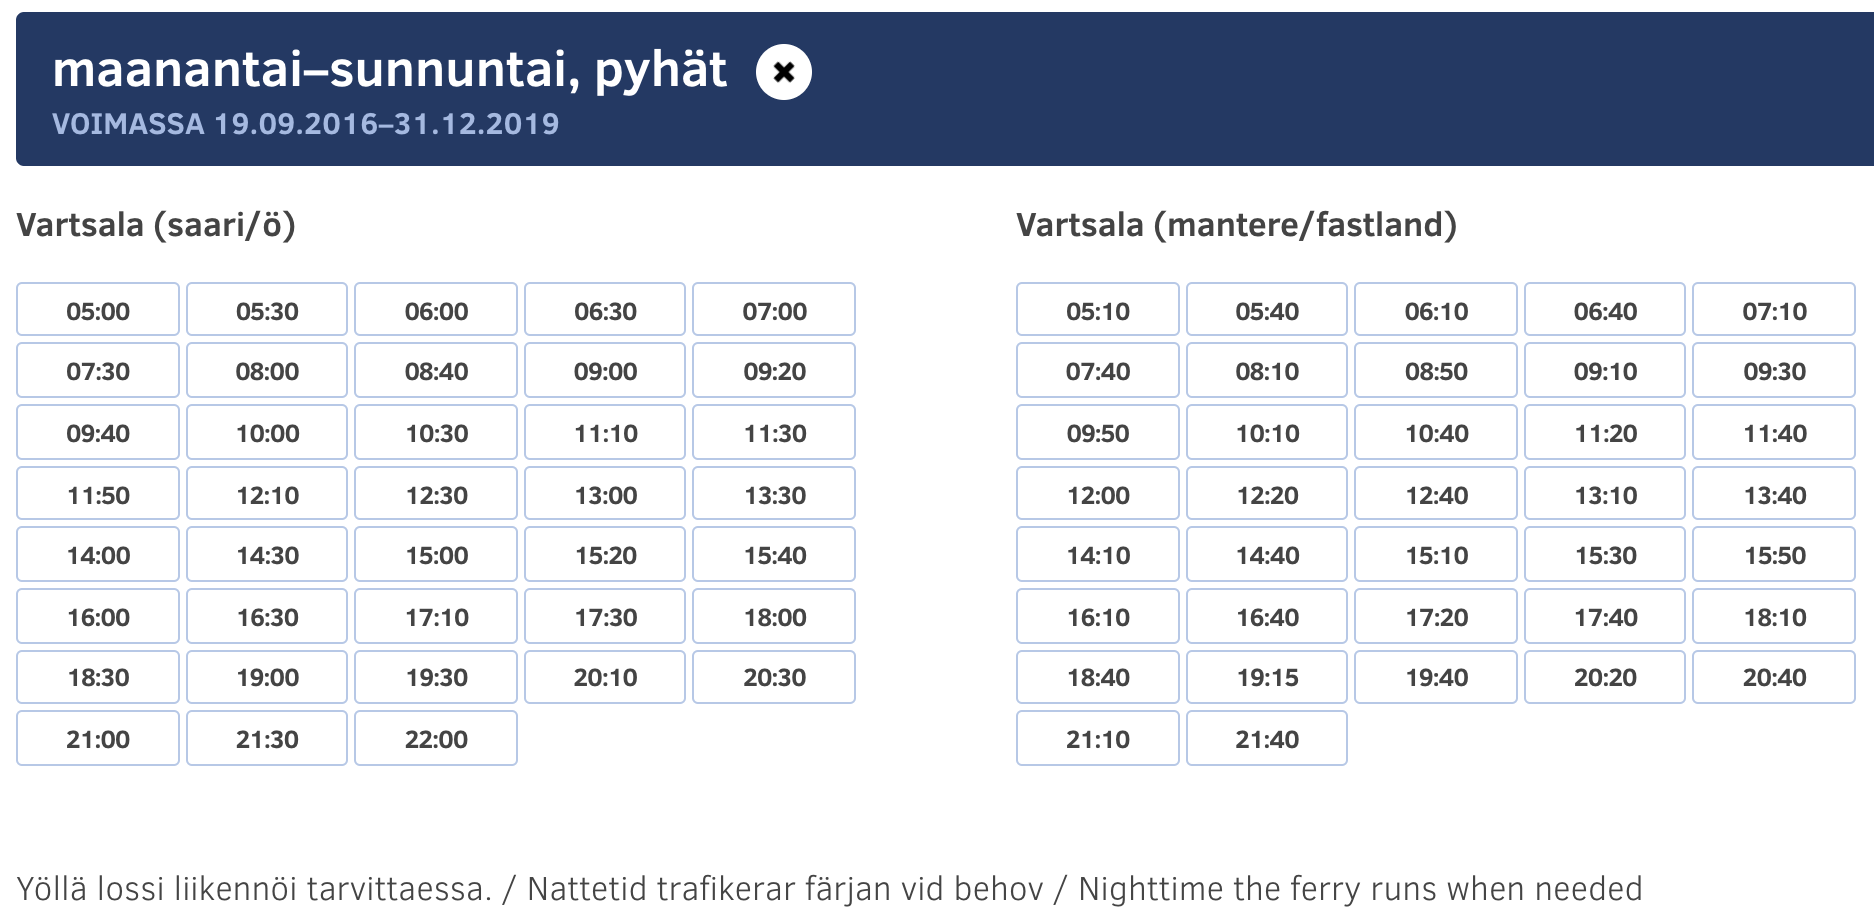 maanantai–sunnuntai, pyhät
VOIMASSA 19.09.2016–31.12.2019
Vartsala (saari/ö)
05:00 05:30 06:00 06:30 07:00
07:30 08:00 08:40 09:00 09:20
09:40 10:00 10:30 11:10 11:30
11:50 12:10 12:30 13:00 13:30
14:00 14:30 15:00 15:20 15:40
16:00 16:30 17:10 17:30 18:00
18:30 19:00 19:30 20:10 20:30
21:00 21:30 22:00
Vartsala (mantere/fastland)
05:10 05:40 06:10 06:40 07:10
07:40 08:10 08:50 09:10 09:30
09:50 10:10 10:40 11:20 11:40
12:00 12:20 12:40 13:10 13:40
14:10 14:40 15:10 15:30 15:50
16:10 16:40 17:20 17:40 18:10
18:40 19:15 19:40 20:20 20:40
21:10 21:40
Yöllä lossi liikennöi tarvittaessa. / Nattetid trafikerar färjan vid behov / Nighttime the ferry runs when needed